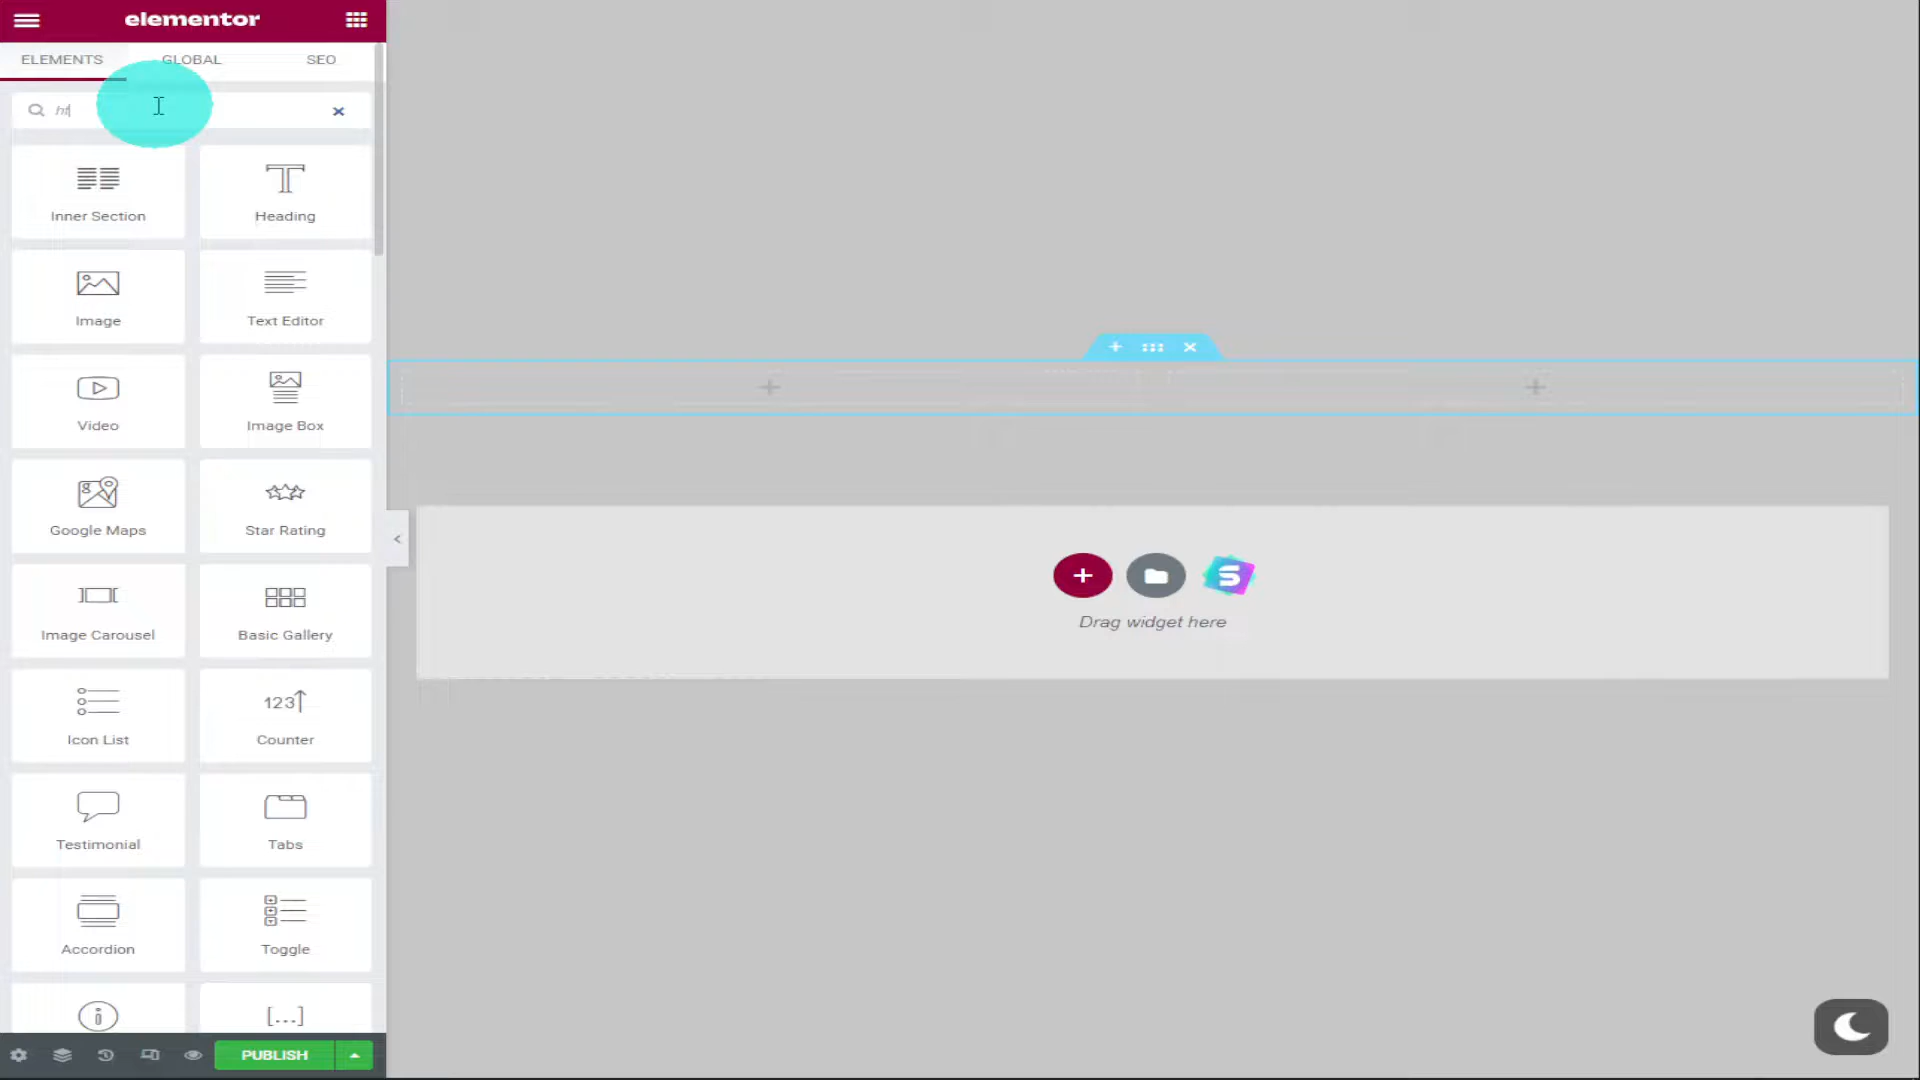 elementor
ELEMENTS GLOBAL SEO
ht
Inner Section Heading
Image Text Editor
Video Image Box
Google Maps Star Rating
Image Carousel Basic Gallery
123
Icon List Counter
Testimonial Tabs
Accordion Toggle
[...]
PUBLISH
Drag widget here